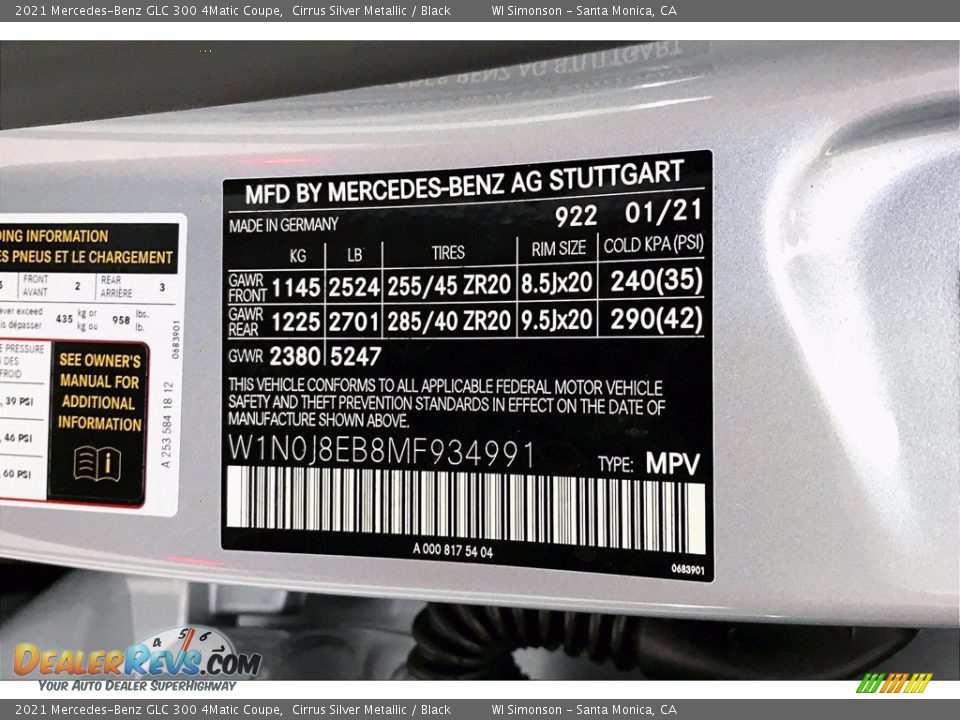 2021 Mercedes-Benz GLC 300 4Matic Coupe, Cirrus Silver Metallic / Black WI Simonson - Santa Monica, CA
MFD BY MERCEDES-BENZ AG STUTTGART
MADE IN GERMANY 922 01/21
KG LB TIRES RIM SIZE COLD KPA(PSI)
GAWR FRONT 1145 2524 255/45 ZR20 8.5Jx20 240(35)
GAWR REAR 1225 2701 285/40 ZR20 9.5Jx20 290(42)
GVWR 2380 5247
THIS VEHICLE CONFORMS TO ALL APPLICABLE FEDERAL MOTOR VEHICLE
SAFETY AND THEFT PREVENTION STANDARDS IN EFFECT ON THE DATE OF
MANUFACTURE SHOWN ABOVE.
W1N0J8EB8MF934991 TYPE: MPV
A 000 817 54 04
0683901
INFORMATION
PNEUS ET LE CHARGEMENT
FRONT AVANT 2 REAR ARRIÈRE 3
exceed 435 kg or 958 lbs.
dépasser kg ou lb.
PRESSURE
DES
39 PSI
46 PSI
60 PSI
SEE OWNER'S
MANUAL FOR
ADDITIONAL
INFORMATION
i
A 253 584 18 12
0683901
4 5 6
DEALERREVS.COM
YOUR AUTO DEALER SUPERHIGHWAY
2021 Mercedes-Benz GLC 300 4Matic Coupe, Cirrus Silver Metallic / Black WI Simonson - Santa Monica, CA